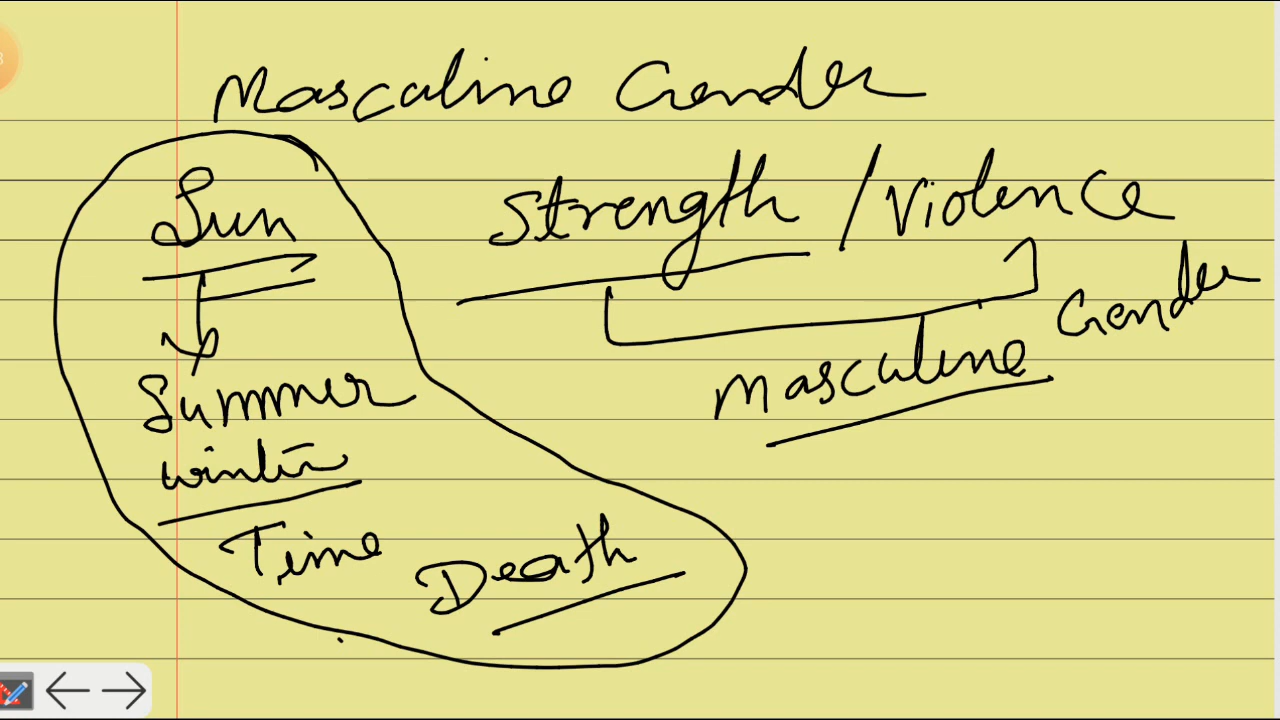 Masculine Gender
Sun
Strength / Violence
Masculine Gender
Summer
winter
Time
Death